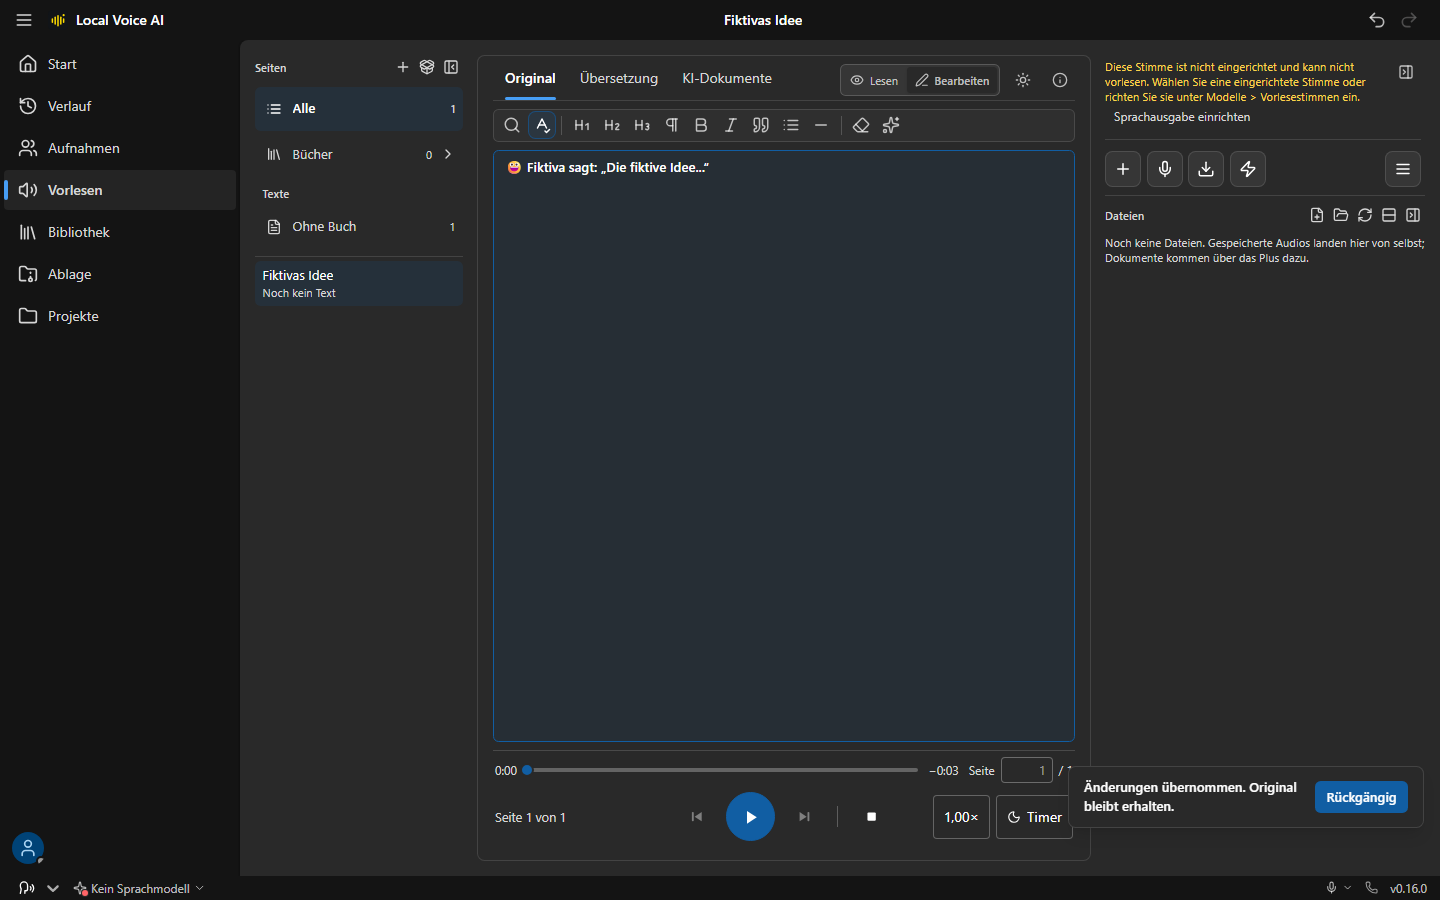 Local Voice AI
Fiktivas Idee
Start
Verlauf
Aufnahmen
Vorlesen
Bibliothek
Ablage
Projekte
Seiten
Alle 1
Bücher 0
Texte
Ohne Buch 1
Fiktivas Idee
Noch kein Text
Original Übersetzung KI-Dokumente Lesen Bearbeiten
H1 H2 H3
😀 Fiktiva sagt: „Die fiktive Idee...“
0:00 −0:03 Seite 1 / 1
Seite 1 von 1 1,00× Timer
Diese Stimme ist nicht eingerichtet und kann nicht
vorlesen. Wählen Sie eine eingerichtete Stimme oder
richten Sie sie unter Modelle > Vorlesestimmen ein.
Sprachausgabe einrichten
Dateien
Noch keine Dateien. Gespeicherte Audios landen hier von selbst;
Dokumente kommen über das Plus dazu.
Änderungen übernommen. Original
bleibt erhalten.
Rückgängig
Kein Sprachmodell
v0.16.0